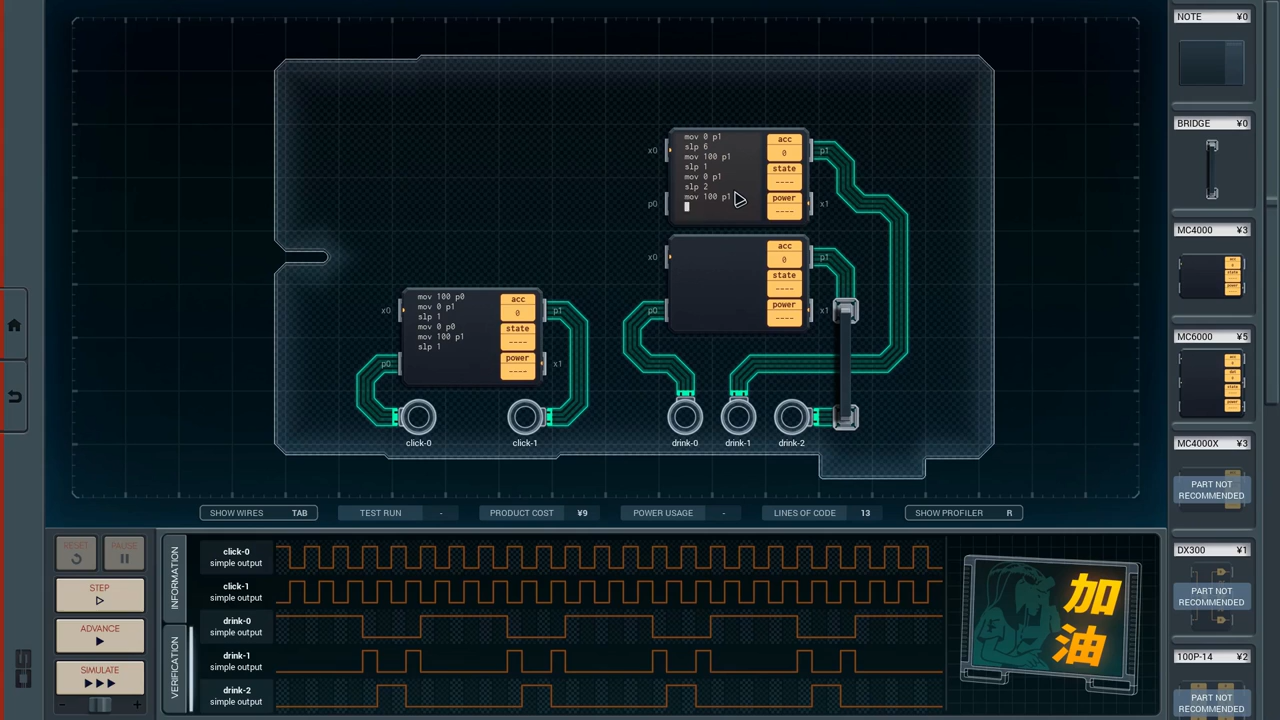 NOTE ¥0
BRIDGE ¥0
MC4000 ¥3
acc
MC6000 ¥5
acc
MC4000X ¥3
PART NOT
RECOMMENDED
DX300 ¥1
PART NOT
RECOMMENDED
100P-14 ¥2
PART NOT
RECOMMENDED
x0
p0
mov 0 p1
slp 6
mov 100 p1
slp 1
mov 0 p1
slp 2
mov 100 p1
acc
0
state
----
power
----
p1
x1
x0
p0
acc
0
state
----
power
----
p1
x1
x0
p0
mov 100 p0
mov 0 p1
slp 1
mov 0 p0
mov 100 p1
slp 1
acc
0
state
----
power
----
p1
x1
click-0
click-1
drink-0
drink-1
drink-2
SHOW WIRES TAB
TEST RUN -
PRODUCT COST ¥9
POWER USAGE -
LINES OF CODE 13
SHOW PROFILER R
RESET
PAUSE
STEP
ADVANCE
SIMULATE
- +
INFORMATION
VERIFICATION
click-0
simple output
click-1
simple output
drink-0
simple output
drink-1
simple output
drink-2
simple output
加
油